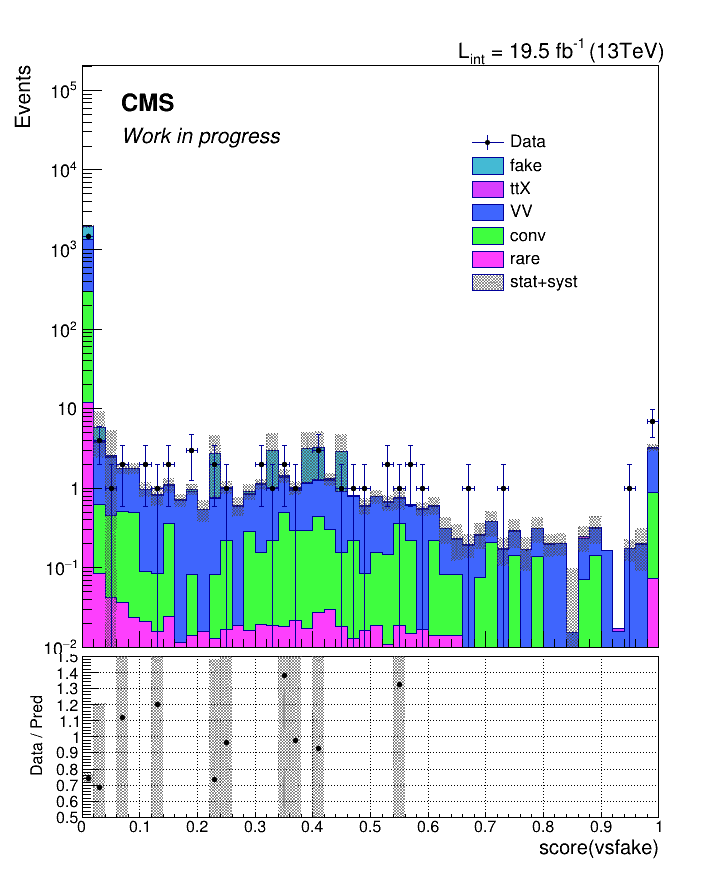 L_int = 19.5 fb^-1 (13TeV)
Events
CMS
Work in progress
Data
fake
ttX
VV
conv
rare
stat+syst
10^5
10^4
10^3
10^2
10
1
10^-1
10^-2
Data / Pred
1.5
1.4
1.3
1.2
1.1
1
0.9
0.8
0.7
0.6
0.5
0 0.1 0.2 0.3 0.4 0.5 0.6 0.7 0.8 0.9 1
score(vsfake)